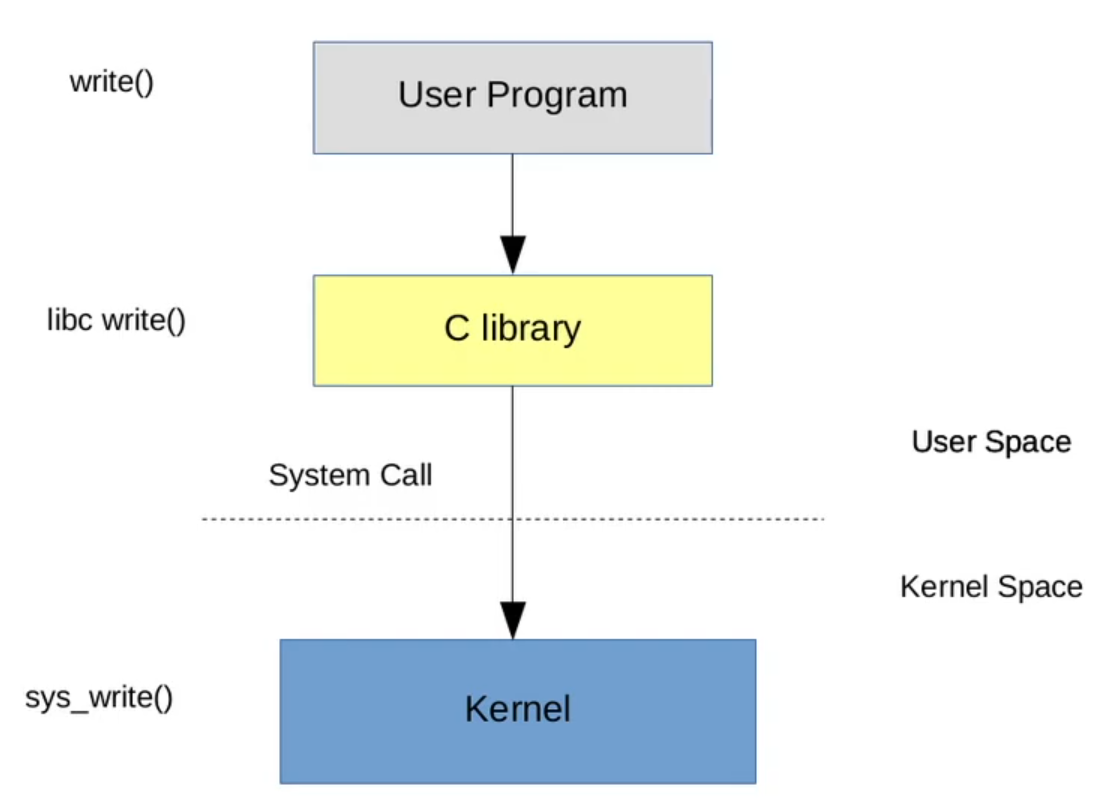 write()
User Program
libc write()
C library
User Space
System Call
Kernel Space
sys_write()
Kernel